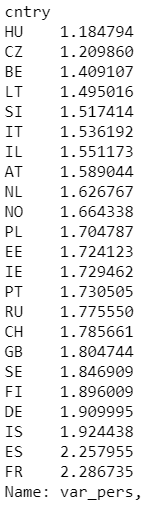 cntry
HU 1.184794
CZ 1.209860
BE 1.409107
LT 1.495016
SI 1.517414
IT 1.536192
IL 1.551173
AT 1.589044
NL 1.626767
NO 1.664338
PL 1.704787
EE 1.724123
IE 1.729462
PT 1.730505
RU 1.775550
CH 1.785661
GB 1.804744
SE 1.846909
FI 1.896009
DE 1.909995
IS 1.924438
ES 2.257955
FR 2.286735
Name: var_pers,